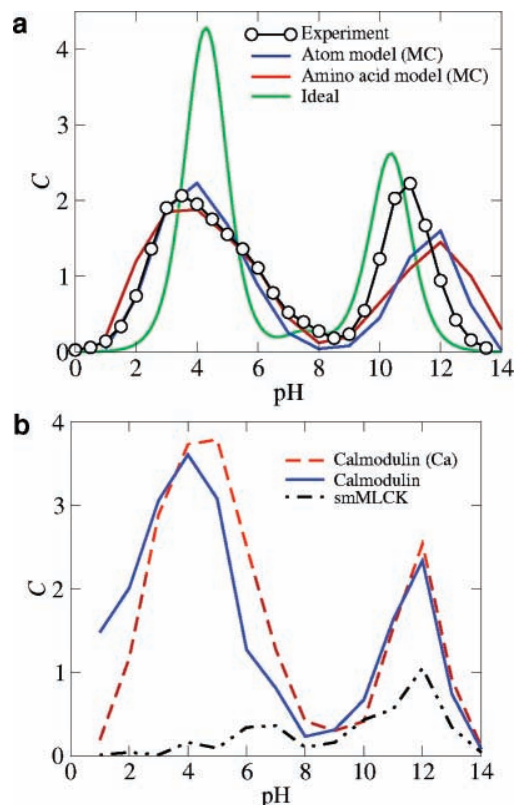 a
Experiment
Atom model (MC)
Amino acid model (MC)
Ideal
4
3
2
1
0
C
0 2 4 6 8 10 12 14
pH
b
Calmodulin (Ca)
Calmodulin
smMLCK
4
3
2
1
0
C
0 2 4 6 8 10 12 14
pH